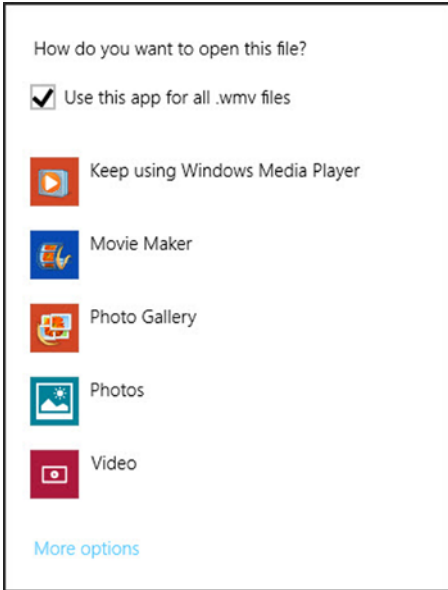 How do you want to open this file?
Use this app for all .wmv files
Keep using Windows Media Player
Movie Maker
Photo Gallery
Photos
Video
More options